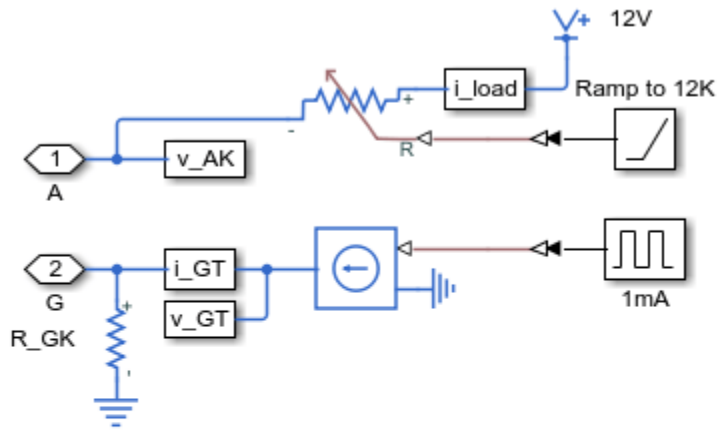 12V
i_load
Ramp to 12K
+
-
R
1
v_AK
A
2
i_GT
G
v_GT
1mA
+
R_GK
-